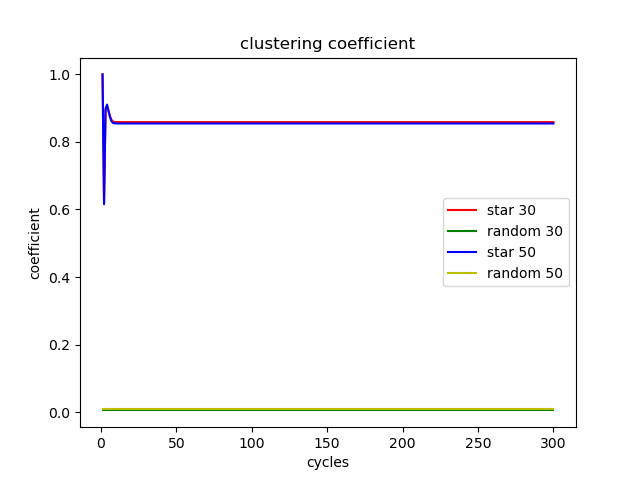 clustering coefficient
1.0
0.8
0.6
0.4
0.2
0.0
coefficient
star 30
random 30
star 50
random 50
0 50 100 150 200 250 300
cycles